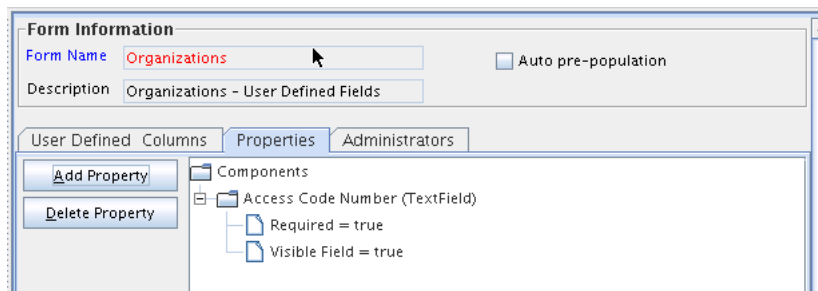 Form Information
Form Name Organizations Auto pre-population
Description Organizations - User Defined Fields
User Defined Columns Properties Administrators
Add Property Components
Access Code Number (TextField)
Delete Property
Required = true
Visible Field = true